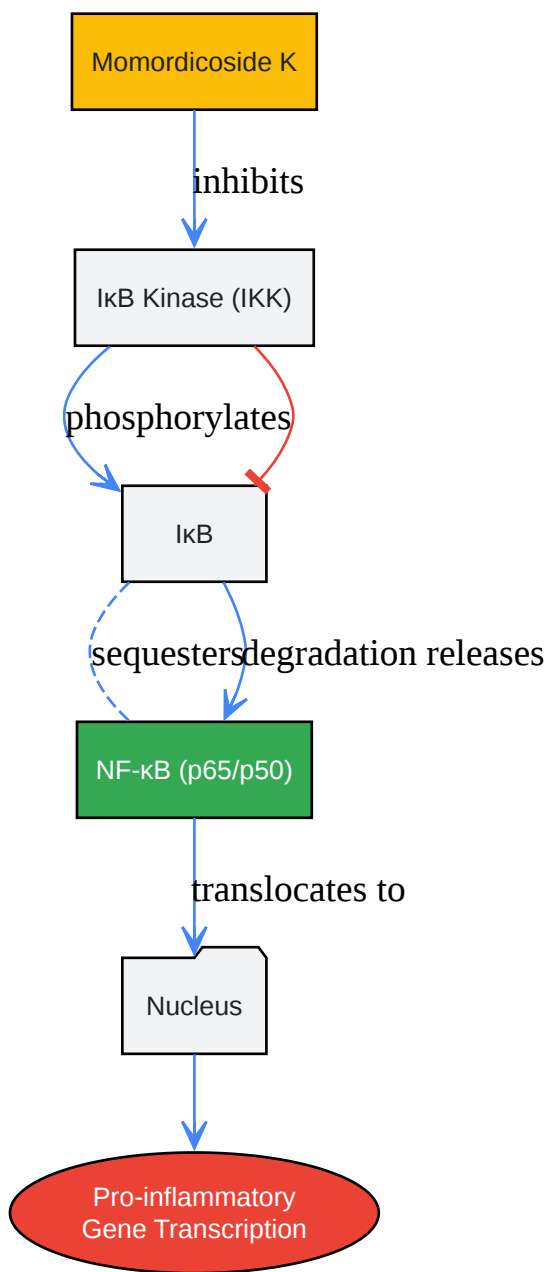 Momordicoside K
inhibits
IκB Kinase (IKK)
phosphorylates
IκB
sequesters
degradation releases
NF-κB (p65/p50)
translocates to
Nucleus
Pro-inflammatory
Gene Transcription